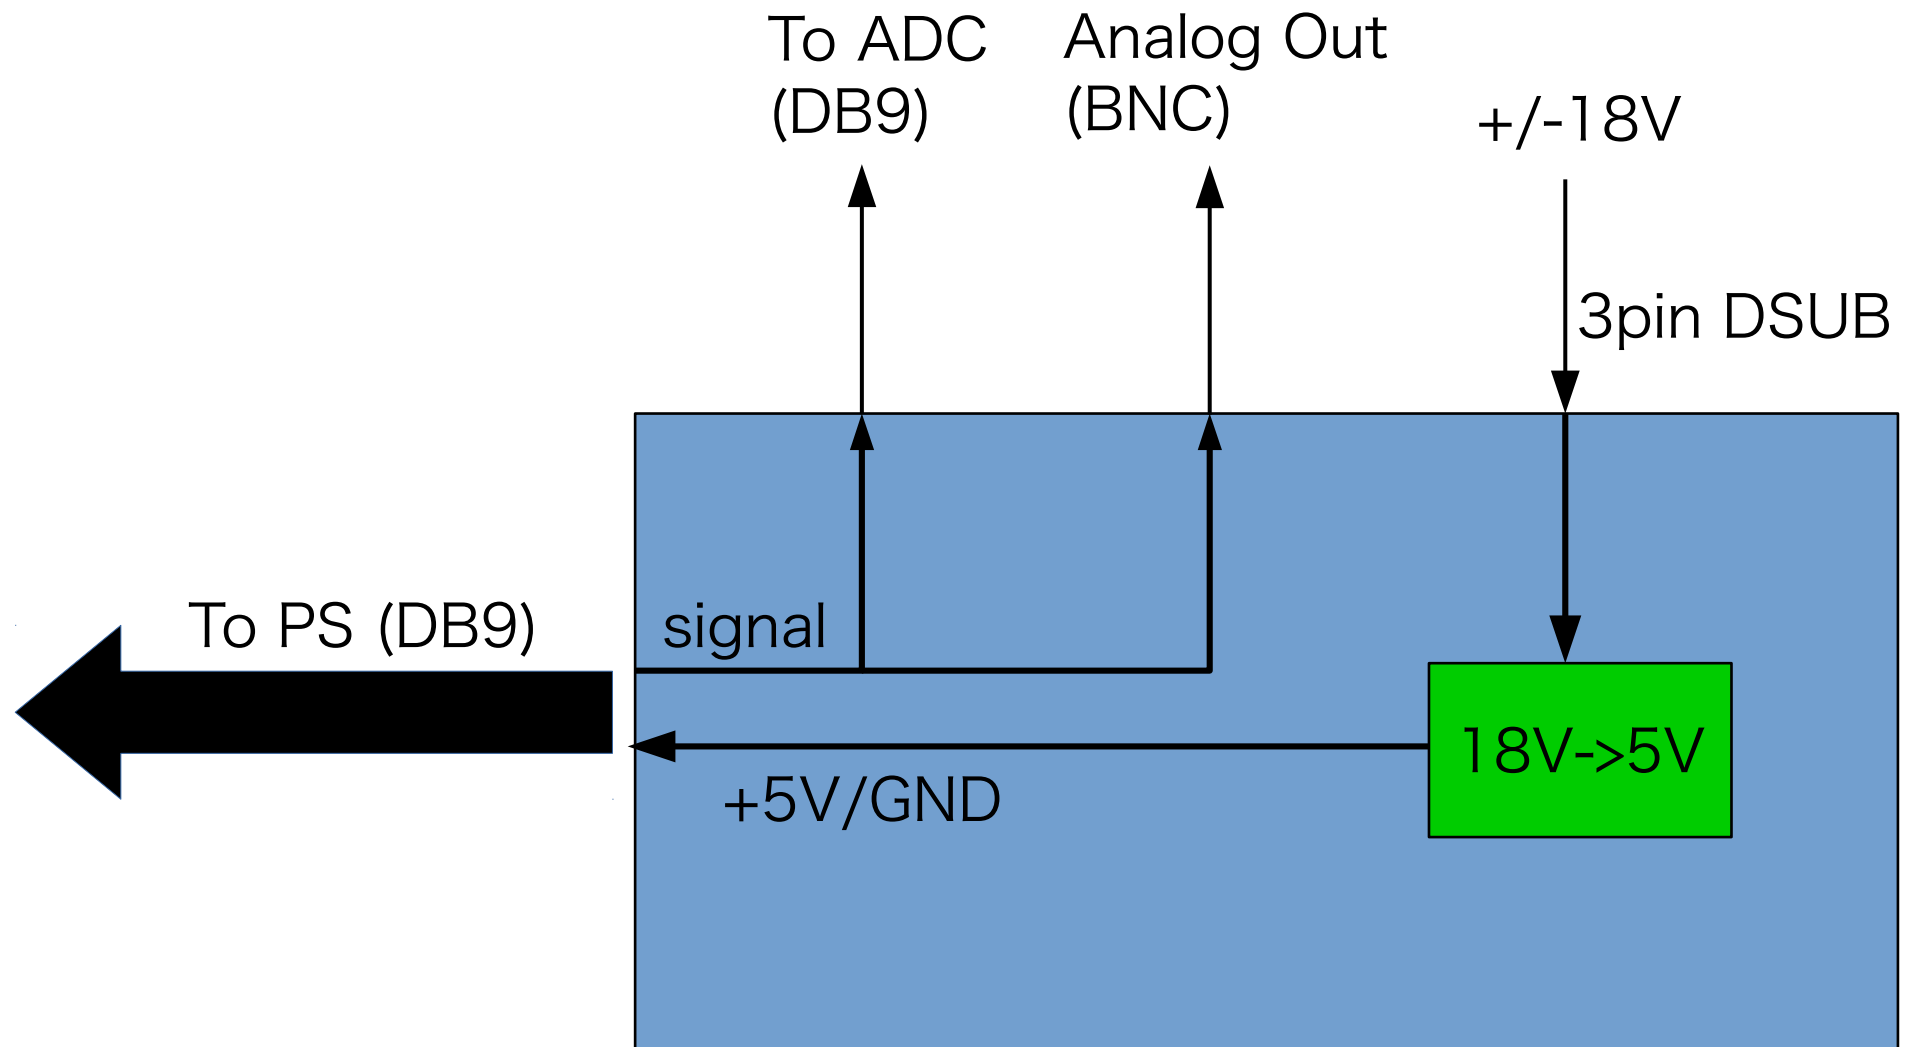 To ADC
(DB9)
Analog Out
(BNC)
+/-18V
3pin DSUB
To PS (DB9)
signal
18V->5V
+5V/GND